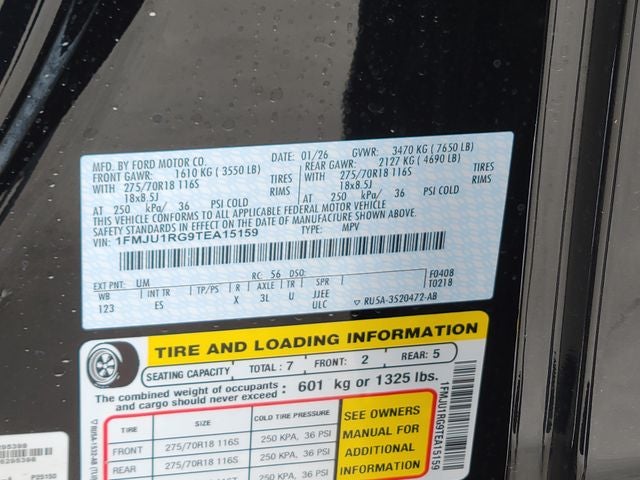 MFD. BY FORD MOTOR CO.
DATE: 01/26 GVWR: 3470 KG ( 7650 LB)
FRONT GAWR: 1610 KG ( 3550 LB)
REAR GAWR: 2127 KG ( 4690 LB)
WITH 275/70R18 116S TIRES
WITH 275/70R18 116S TIRES
18x8.5J RIMS
18x8.5J RIMS
AT 250 kPa/ 36 PSI COLD
AT 250 kPa/ 36 PSI COLD
THIS VEHICLE CONFORMS TO ALL APPLICABLE FEDERAL MOTOR VEHICLE
SAFETY STANDARDS IN EFFECT ON THE DATE OF MANUFACTURE SHOWN ABOVE.
VIN: 1FMJU1RG9TEA15159 TYPE: MPV
EXT PNT: UM RC: 56 DSO:
WB INT TR TP/PS R AXLE TR SPR F0408
123 ES X 3L U JJEE T0218
ULC ▽ RU5A-3520472-AB
TIRE AND LOADING INFORMATION
SEATING CAPACITY TOTAL : 7 FRONT: 2 REAR: 5
The combined weight of occupants
and cargo should never exceed : 601 kg or 1325 lbs.
TIRE SIZE COLD TIRE PRESSURE
FRONT 275/70R18 116S 250 KPA, 36 PSI
REAR 275/70R18 116S 250 KPA, 36 PSI
SEE OWNERS
MANUAL FOR
ADDITIONAL
INFORMATION
1FMJU1RG9TEA15159
P25150